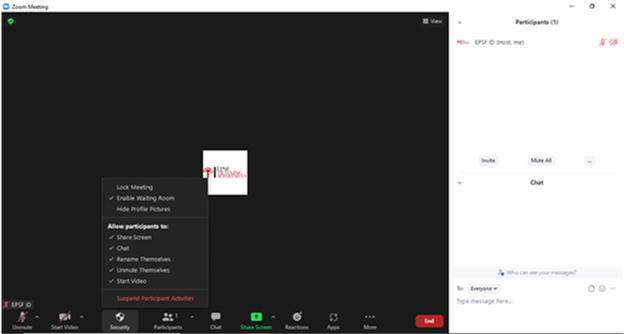 Zoom Meeting
View
Participants (1)
EPSF ID (Host, me)
Invite
Mute All
...
Chat
Lock Meeting
Enable Waiting Room
Hide Profile Pictures
Allow participants to:
Share Screen
Chat
Rename Themselves
Unmute Themselves
Start Video
Suspend Participant Activities
Who can see your messages?
To: Everyone
Type message here...
EPSF ID
Unmute
Start Video
Security
Participants
1
Chat
Share Screen
Reactions
Apps
More
End